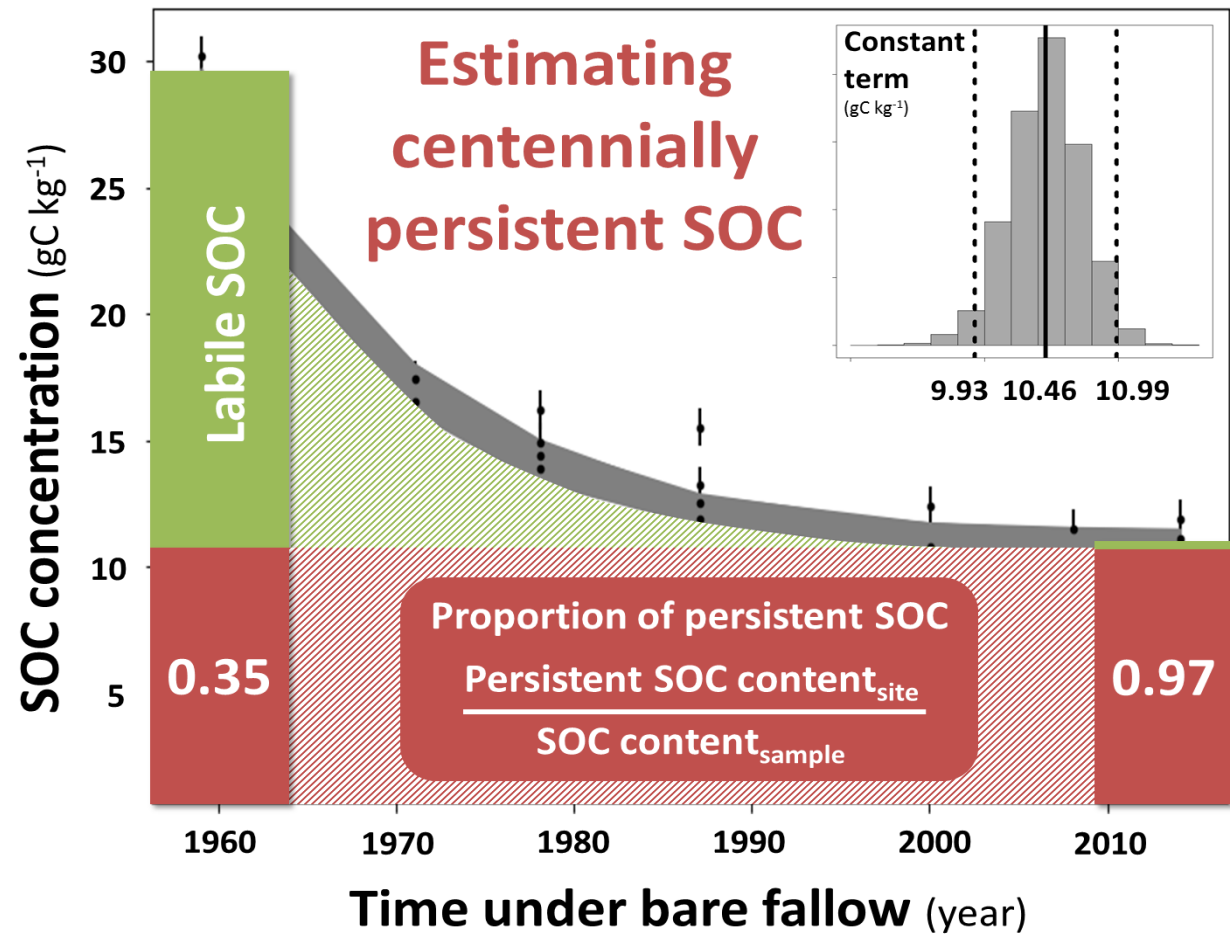 Estimating
centennially
persistent SOC
Constant
term
(gC kg-1)
9.93 10.46 10.99
SOC concentration (gC kg-1)
30
25
20
15
10
5
Labile SOC
0.35
Proportion of persistent SOC
Persistent SOC contentsite
SOC contentsample
0.97
1960 1970 1980 1990 2000 2010
Time under bare fallow (year)